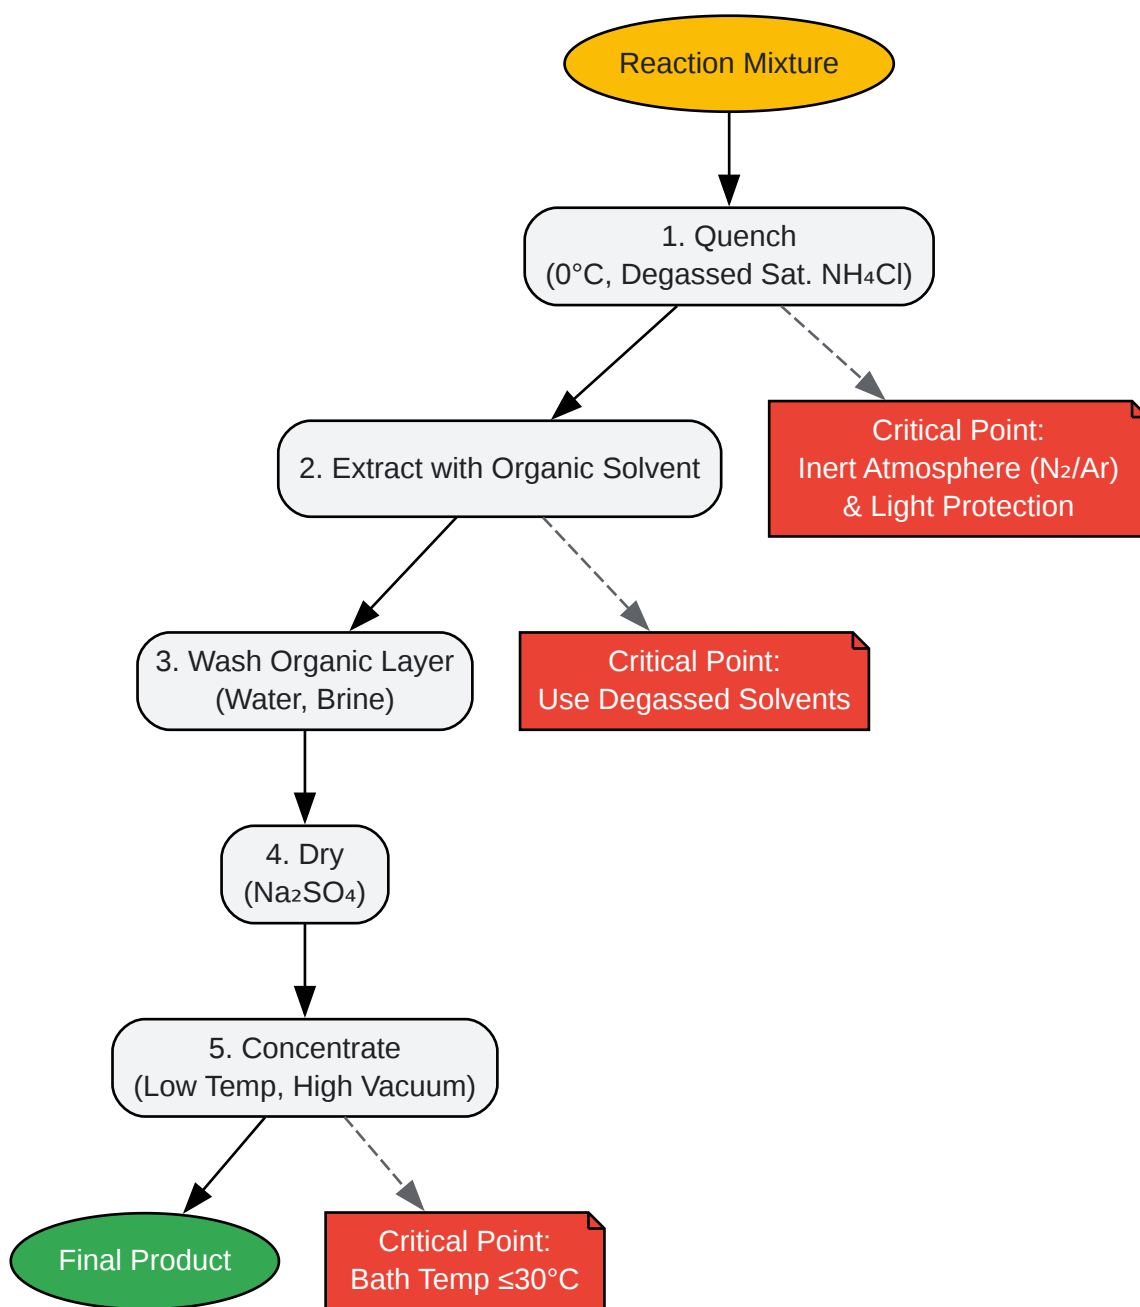 Reaction Mixture
1. Quench
(0°C, Degassed Sat. NH₄Cl)
2. Extract with Organic Solvent
Critical Point:
Inert Atmosphere (N₂/Ar)
& Light Protection
3. Wash Organic Layer
(Water, Brine)
Critical Point:
Use Degassed Solvents
4. Dry
(Na₂SO₄)
5. Concentrate
(Low Temp, High Vacuum)
Final Product
Critical Point:
Bath Temp ≤30°C